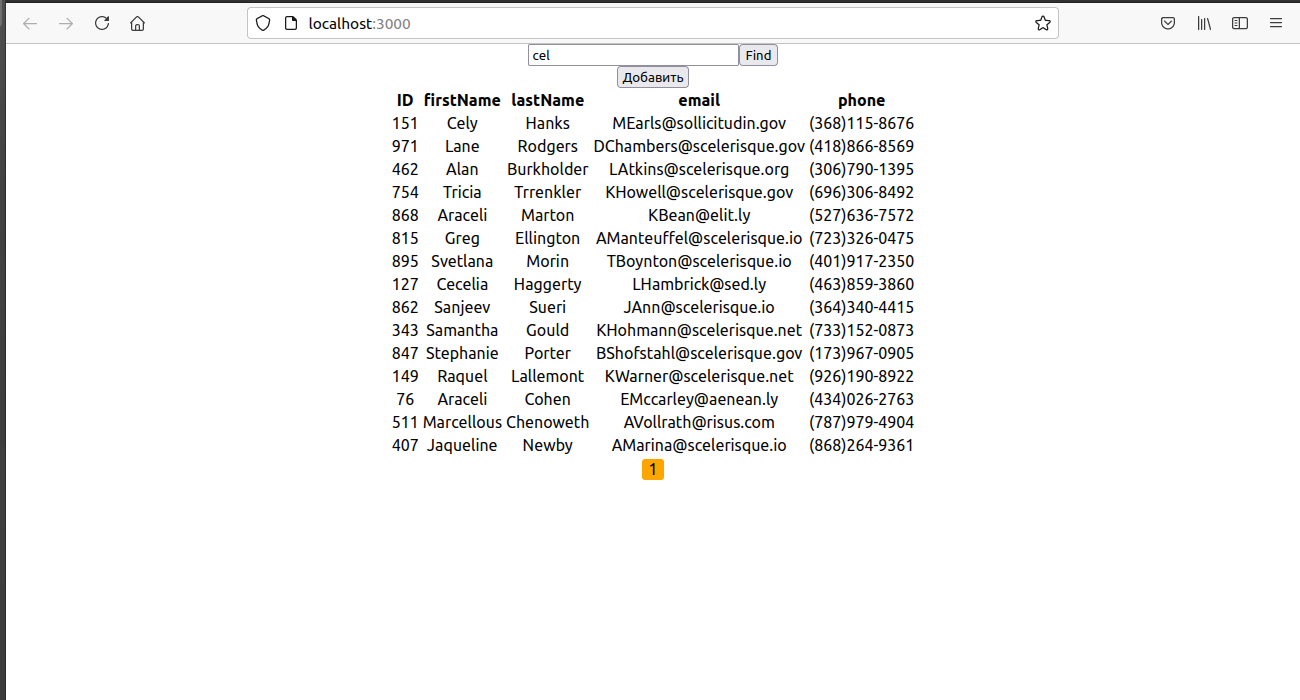 localhost:3000
cel Find
Добавить
ID firstName lastName email phone
151 Cely Hanks MEarls@sollicitudin.gov (368)115-8676
971 Lane Rodgers DChambers@scelerisque.gov (418)866-8569
462 Alan Burkholder LAtkins@scelerisque.org (306)790-1395
754 Tricia Trrenkler KHowell@scelerisque.gov (696)306-8492
868 Araceli Marton KBean@elit.ly (527)636-7572
815 Greg Ellington AManteuffel@scelerisque.io (723)326-0475
895 Svetlana Morin TBoynton@scelerisque.io (401)917-2350
127 Cecelia Haggerty LHambrick@sed.ly (463)859-3860
862 Sanjeev Sueri JAnn@scelerisque.io (364)340-4415
343 Samantha Gould KHohmann@scelerisque.net (733)152-0873
847 Stephanie Porter BShofstahl@scelerisque.gov (173)967-0905
149 Raquel Lallemont KWarner@scelerisque.net (926)190-8922
76 Araceli Cohen EMccarley@aenean.ly (434)026-2763
511 Marcellous Chenoweth AVollrath@risus.com (787)979-4904
407 Jaqueline Newby AMarina@scelerisque.io (868)264-9361
1